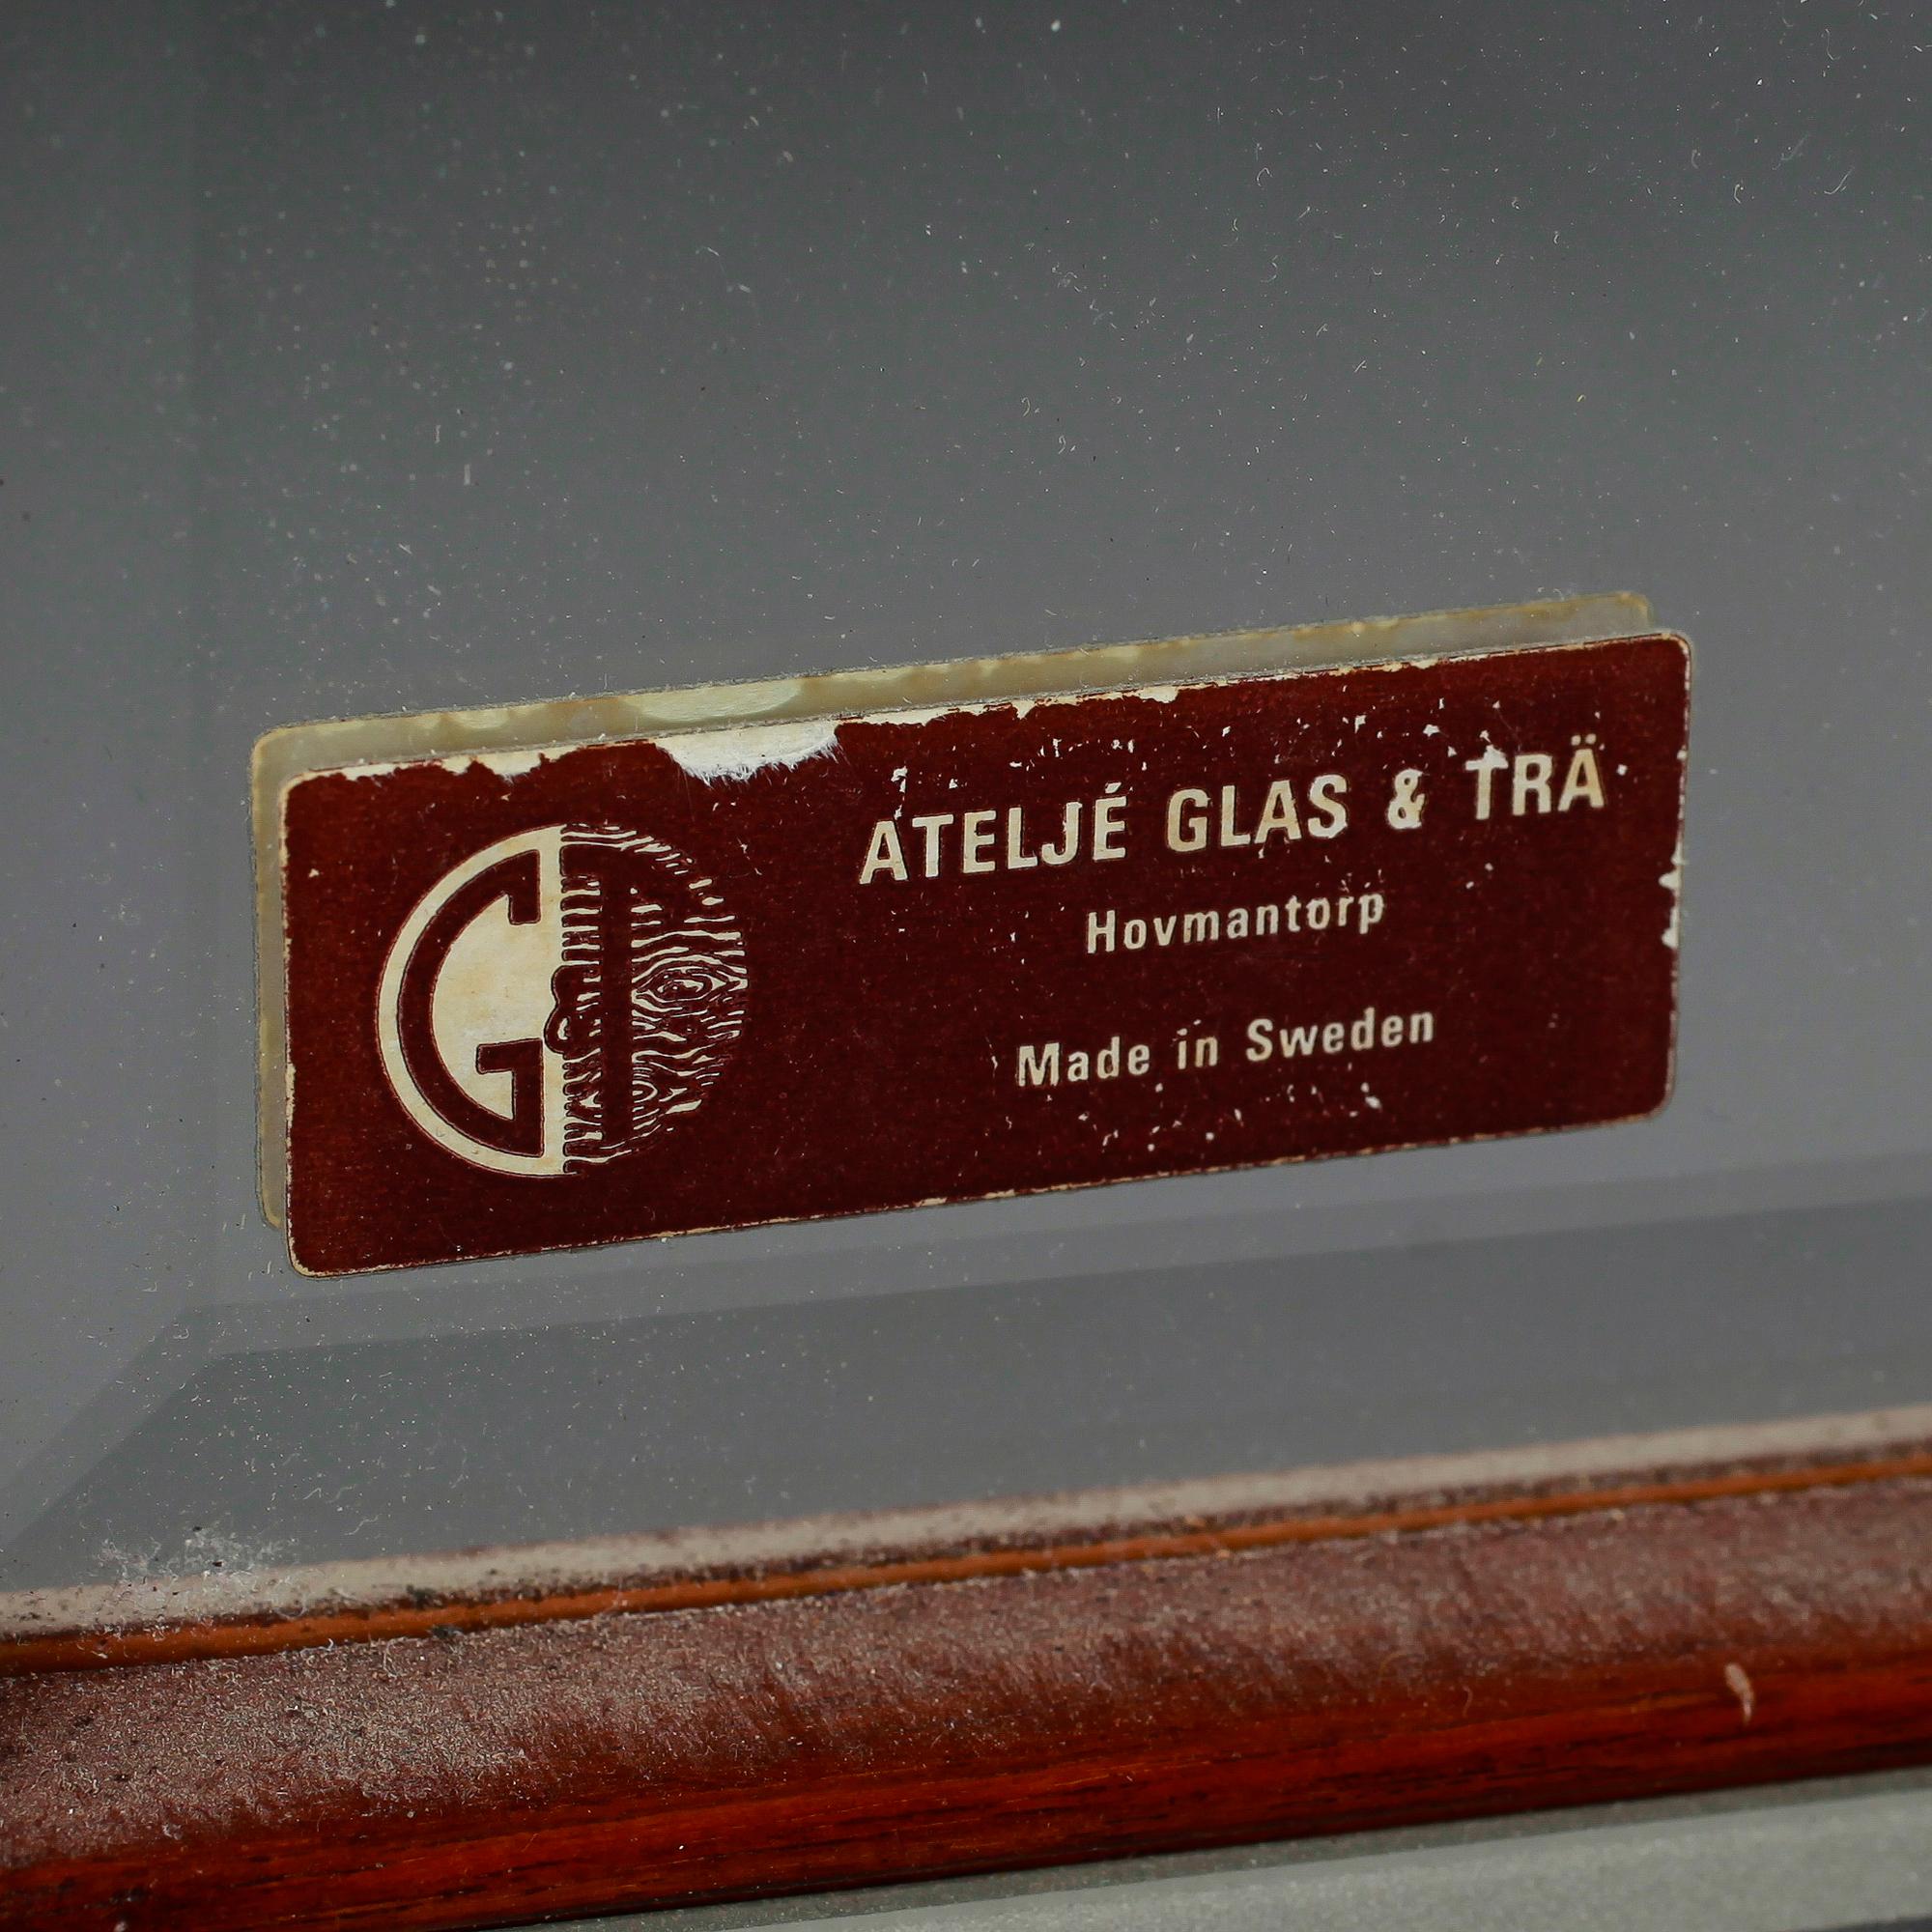 G&T
ATELJÉ GLAS & TRÄ
Hovmantorp
Made in Sweden